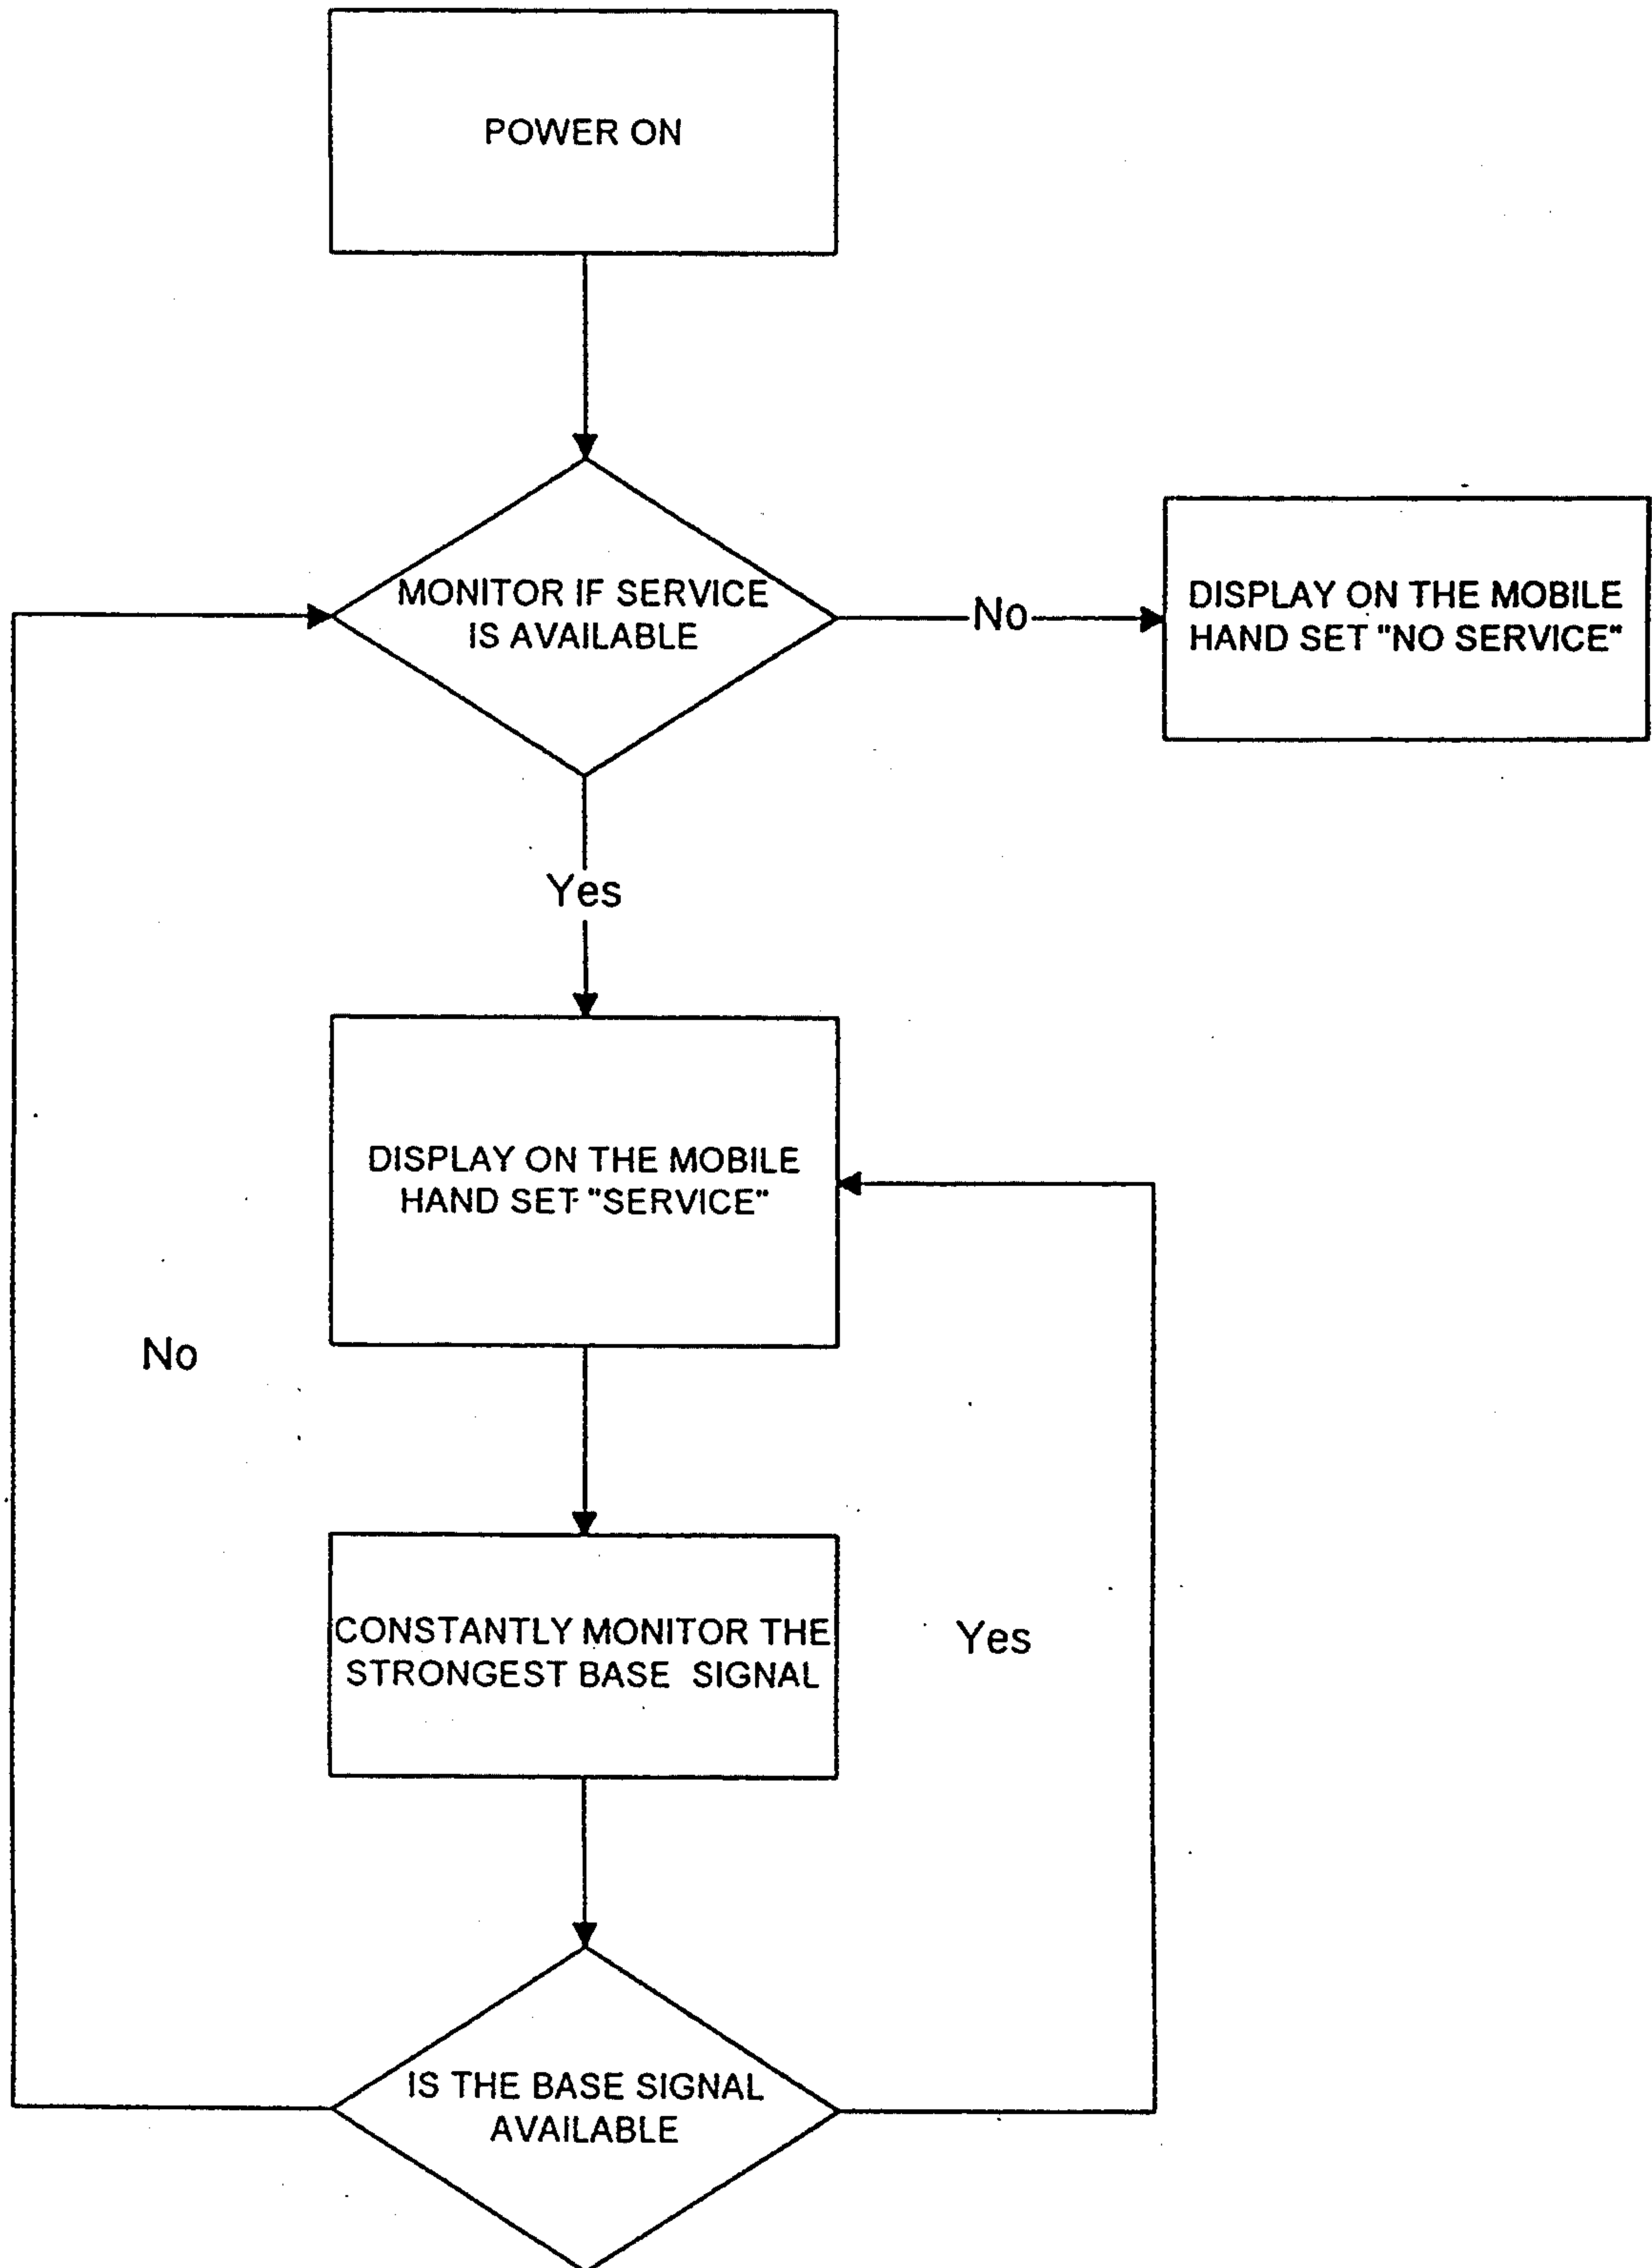 POWER ON
MONITOR IF SERVICE
IS AVAILABLE
No
DISPLAY ON THE MOBILE
HAND SET "NO SERVICE"
Yes
DISPLAY ON THE MOBILE
HAND SET "SERVICE"
No
CONSTANTLY MONITOR THE
STRONGEST BASE SIGNAL
Yes
IS THE BASE SIGNAL
AVAILABLE